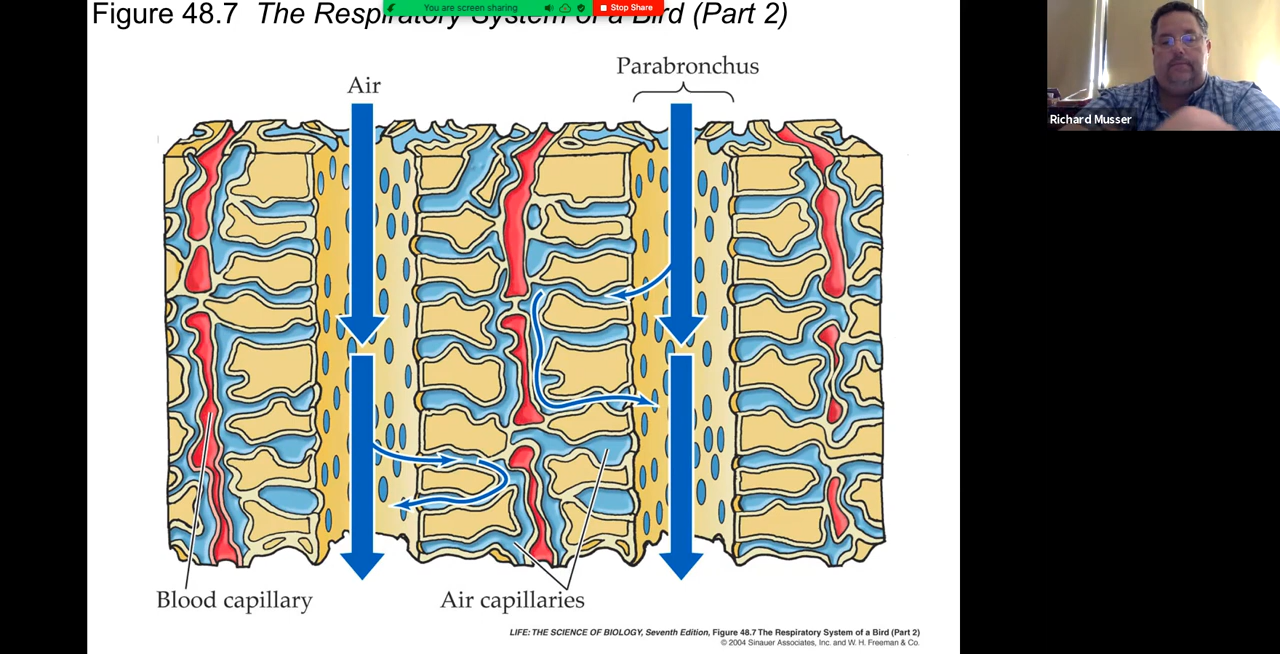 Figure 48.7 The Respiratory System of a Bird (Part 2)
You are screen sharing
Stop Share
Richard Musser
Air
Parabronchus
Blood capillary
Air capillaries
LIFE: THE SCIENCE OF BIOLOGY, Seventh Edition, Figure 48.7 The Respiratory System of a Bird (Part 2)
© 2004 Sinauer Associates, Inc. and W. H. Freeman & Co.